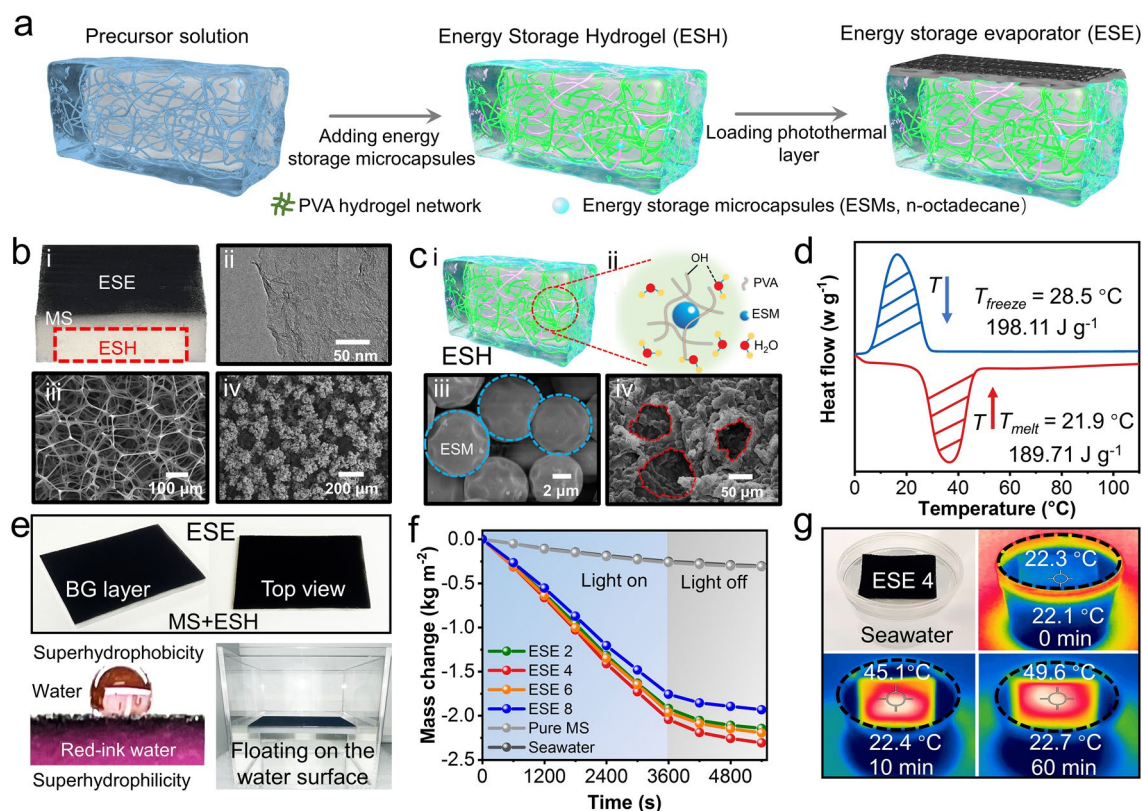 a
Precursor solution
Energy Storage Hydrogel (ESH)
Energy storage evaporator (ESE)
Adding energy
storage microcapsules
Loading photothermal
layer
PVA hydrogel network
Energy storage microcapsules (ESMs, n-octadecane)
b
i
ESE
MS
ESH
ii
50 nm
iii
100 μm
iv
200 μm
c
i
ESH
ii
OH
PVA
ESM
H2O
iii
ESM
2 μm
iv
50 μm
d
Heat flow (w g-1)
T
Tfreeze = 28.5 °C
198.11 J g-1
T
Tmelt = 21.9 °C
189.71 J g-1
0 20 40 60 80 100
Temperature (°C)
e
ESE
BG layer
Top view
MS+ESH
Superhydrophobicity
Water
Red-ink water
Superhydrophilicity
Floating on the
water surface
f
Mass change (kg m-2)
0.0
-0.5
-1.0
-1.5
-2.0
-2.5
Light on
Light off
ESE 2
ESE 4
ESE 6
ESE 8
Pure MS
Seawater
0 1200 2400 3600 4800
Time (s)
g
ESE 4
Seawater
22.3 °C
22.1 °C
0 min
45.1°C
22.4 °C
10 min
49.6 °C
22.7 °C
60 min